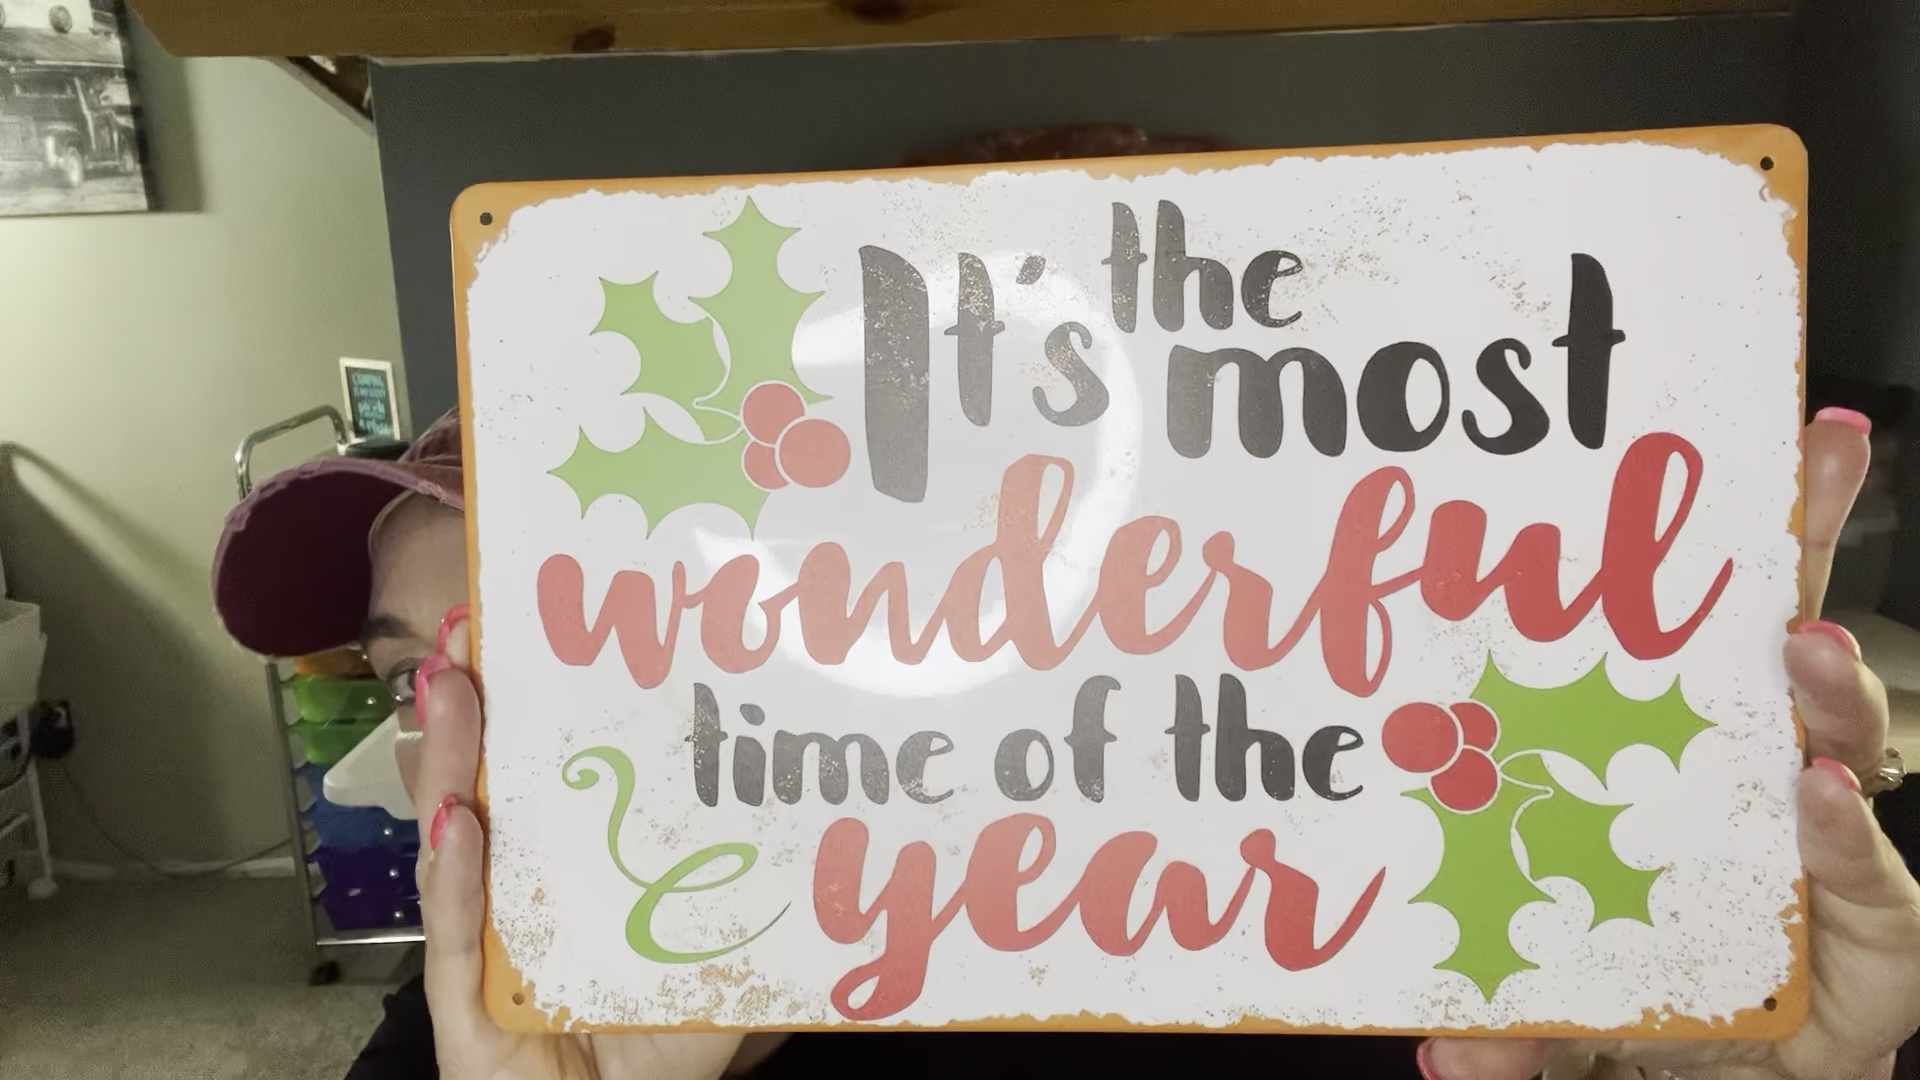 It's the
most
wonderful
time of the
year